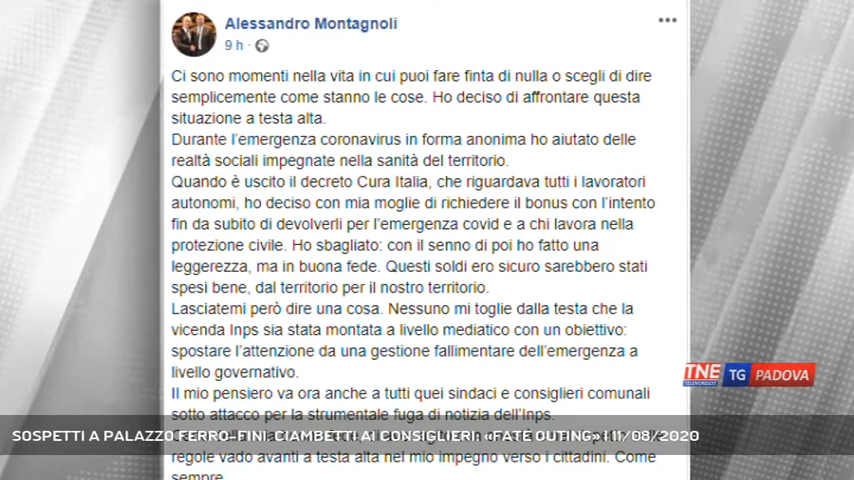 Alessandro Montagnoli
9 h ·
Ci sono momenti nella vita in cui puoi fare finta di nulla o scegli di dire
semplicemente come stanno le cose. Ho deciso di affrontare questa
situazione a testa alta.
Durante l'emergenza coronavirus in forma anonima ho aiutato delle
realtà sociali impegnate nella sanità del territorio.
Quando è uscito il decreto Cura Italia, che riguardava tutti i lavoratori
autonomi, ho deciso con mia moglie di richiedere il bonus con l'intento
fin da subito di devolverli per l'emergenza covid e a chi lavora nella
protezione civile. Ho sbagliato: con il senno di poi ho fatto una
leggerezza, ma in buona fede. Questi soldi ero sicuro sarebbero stati
spesi bene, dal territorio per il nostro territorio.
Lasciatemi però dire una cosa. Nessuno mi toglie dalla testa che la
vicenda Inps sia stata montata a livello mediatico con un obiettivo:
spostare l'attenzione da una gestione fallimentare dell'emergenza a
livello governativo.
Il mio pensiero va ora anche a tutti quei sindaci e consiglieri comunali
sotto attacco per la strumentale fuga di notizia dell'Inps.
regole vado avanti a testa alta nel mio impegno verso i cittadini. Come
sempre
TNE
TG PADOVA
SOSPETTI A PALAZZO FERRO-FINI. CIAMBETTI AI CONSIGLIERI: «FATE OUTING» | 11/08/2020